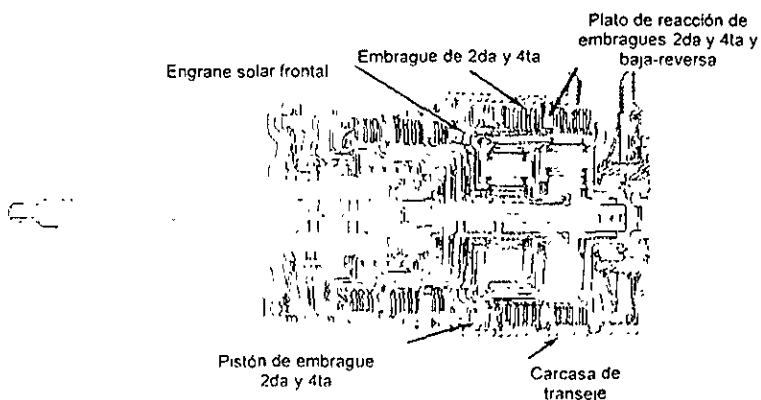 Plato de reacción de
embragues 2da y 4ta y
baja-reversa
Embrague de 2da y 4ta
Engrane solar frontal
Pistón de embrague
2da y 4ta
Carcasa de
transeje